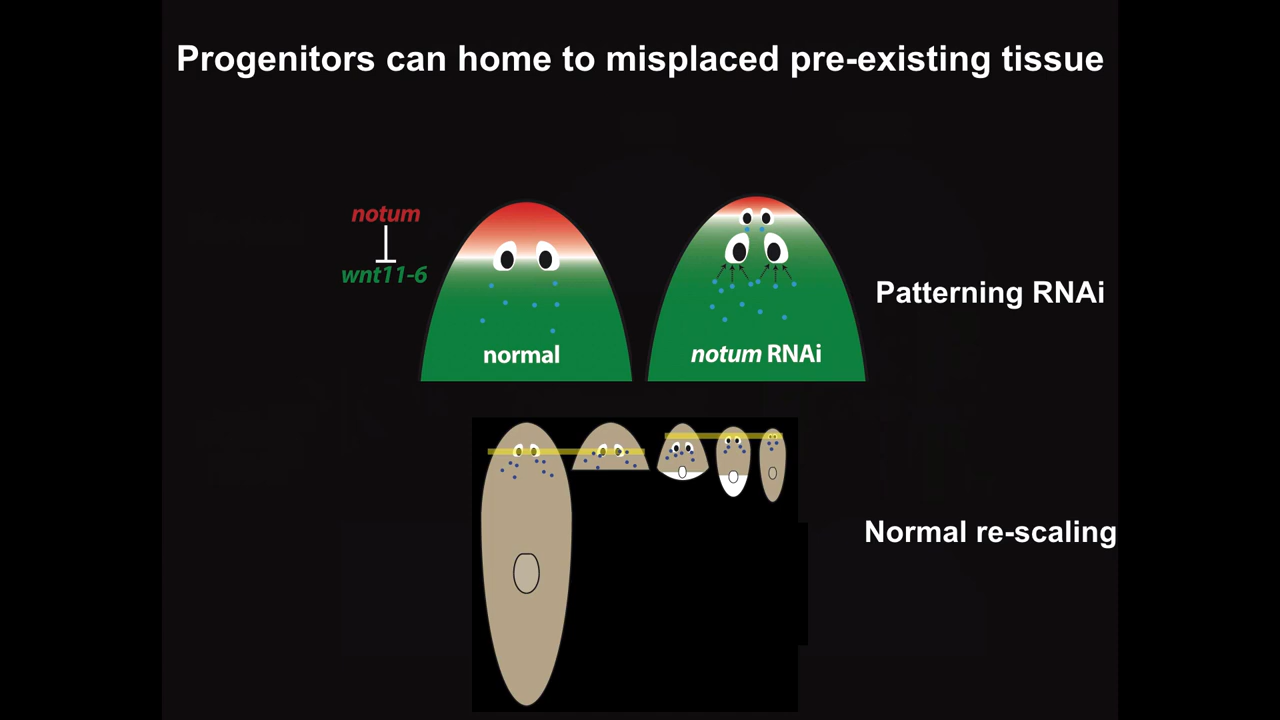 Progenitors can home to misplaced pre-existing tissue
notum
wnt11-6
normal
notum RNAi
Patterning RNAi
Normal re-scaling